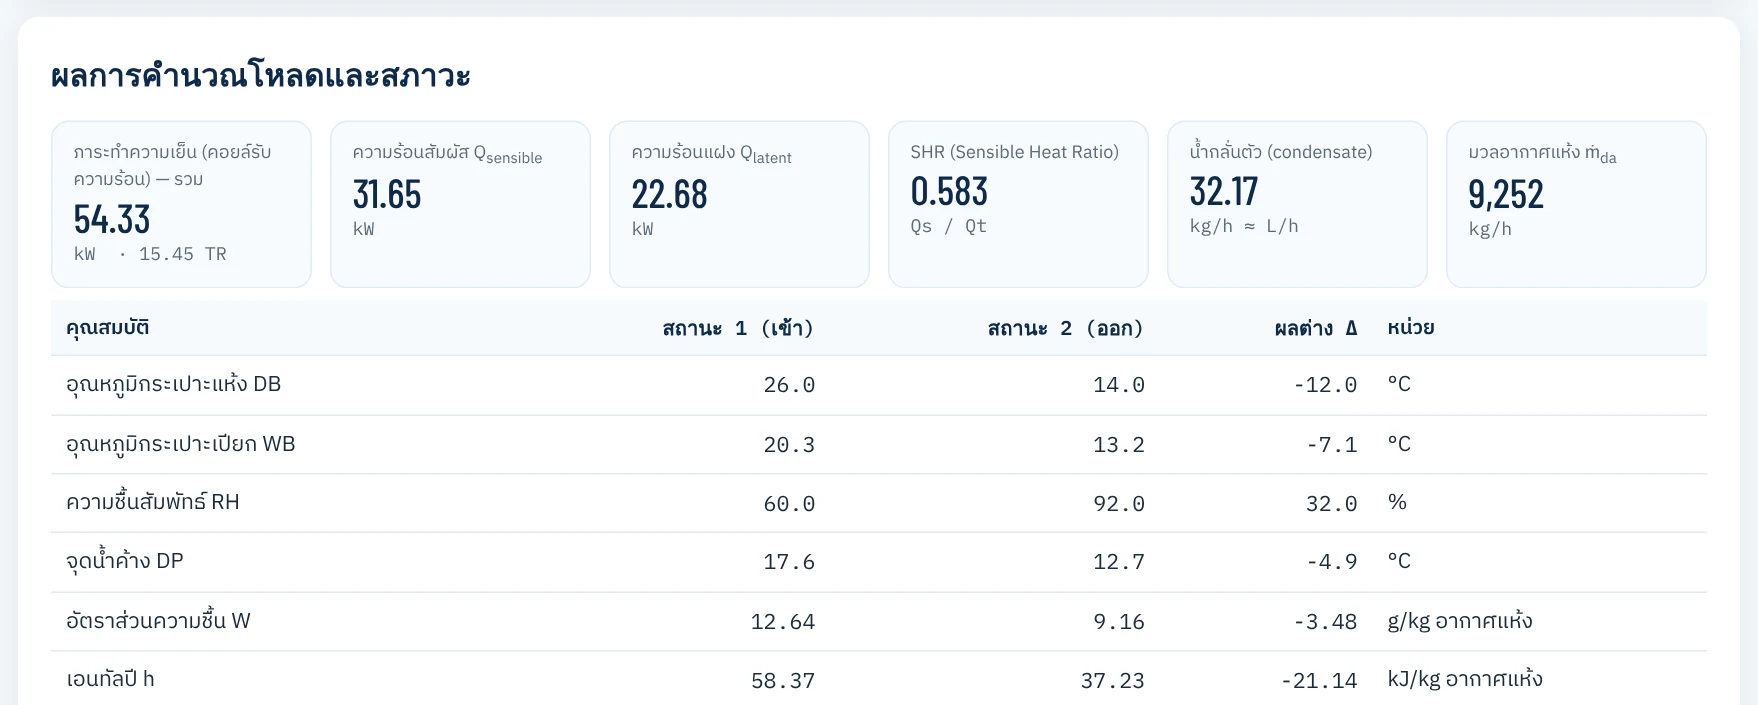 ผลการคำนวณโหลดและสภาวะ
ภาระทำความเย็น (คอยล์รับ
ความร้อน) — รวม
54.33
kW · 15.45 TR
ความร้อนสัมผัส Qsensible
31.65
kW
ความร้อนแฝง Qlatent
22.68
kW
SHR (Sensible Heat Ratio)
0.583
Qs / Qt
น้ำกลั่นตัว (condensate)
32.17
kg/h ≈ L/h
มวลอากาศแห้ง ṁda
9,252
kg/h
คุณสมบัติ สถานะ 1 (เข้า) สถานะ 2 (ออก) ผลต่าง Δ หน่วย
อุณหภูมิกระเปาะแห้ง DB 26.0 14.0 -12.0 °C
อุณหภูมิกระเปาะเปียก WB 20.3 13.2 -7.1 °C
ความชื้นสัมพัทธ์ RH 60.0 92.0 32.0 %
จุดน้ำค้าง DP 17.6 12.7 -4.9 °C
อัตราส่วนความชื้น W 12.64 9.16 -3.48 g/kg อากาศแห้ง
เอนทัลปี h 58.37 37.23 -21.14 kJ/kg อากาศแห้ง